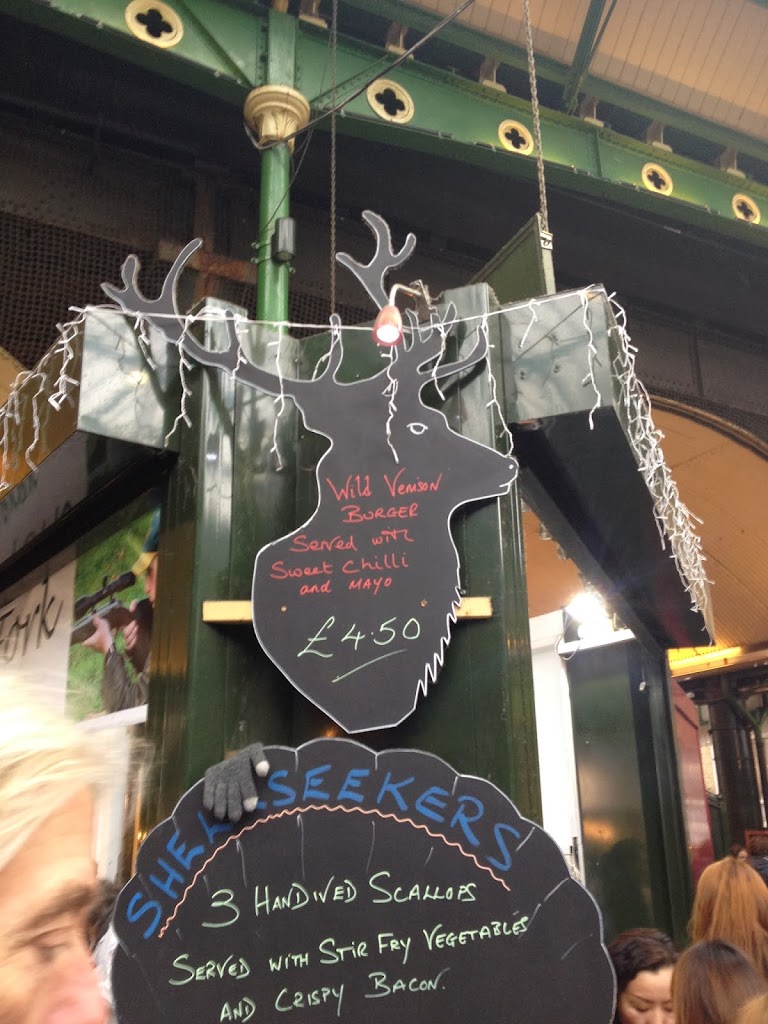 Wild Venison
BURGER
Served with
Sweet Chilli
and MAYO
£4.50
SHELLSEEKERS
3 HANDIVED SCALLOPS
SERVED WITH STIR FRY VEGETABLES
AND CRISPY BACON.